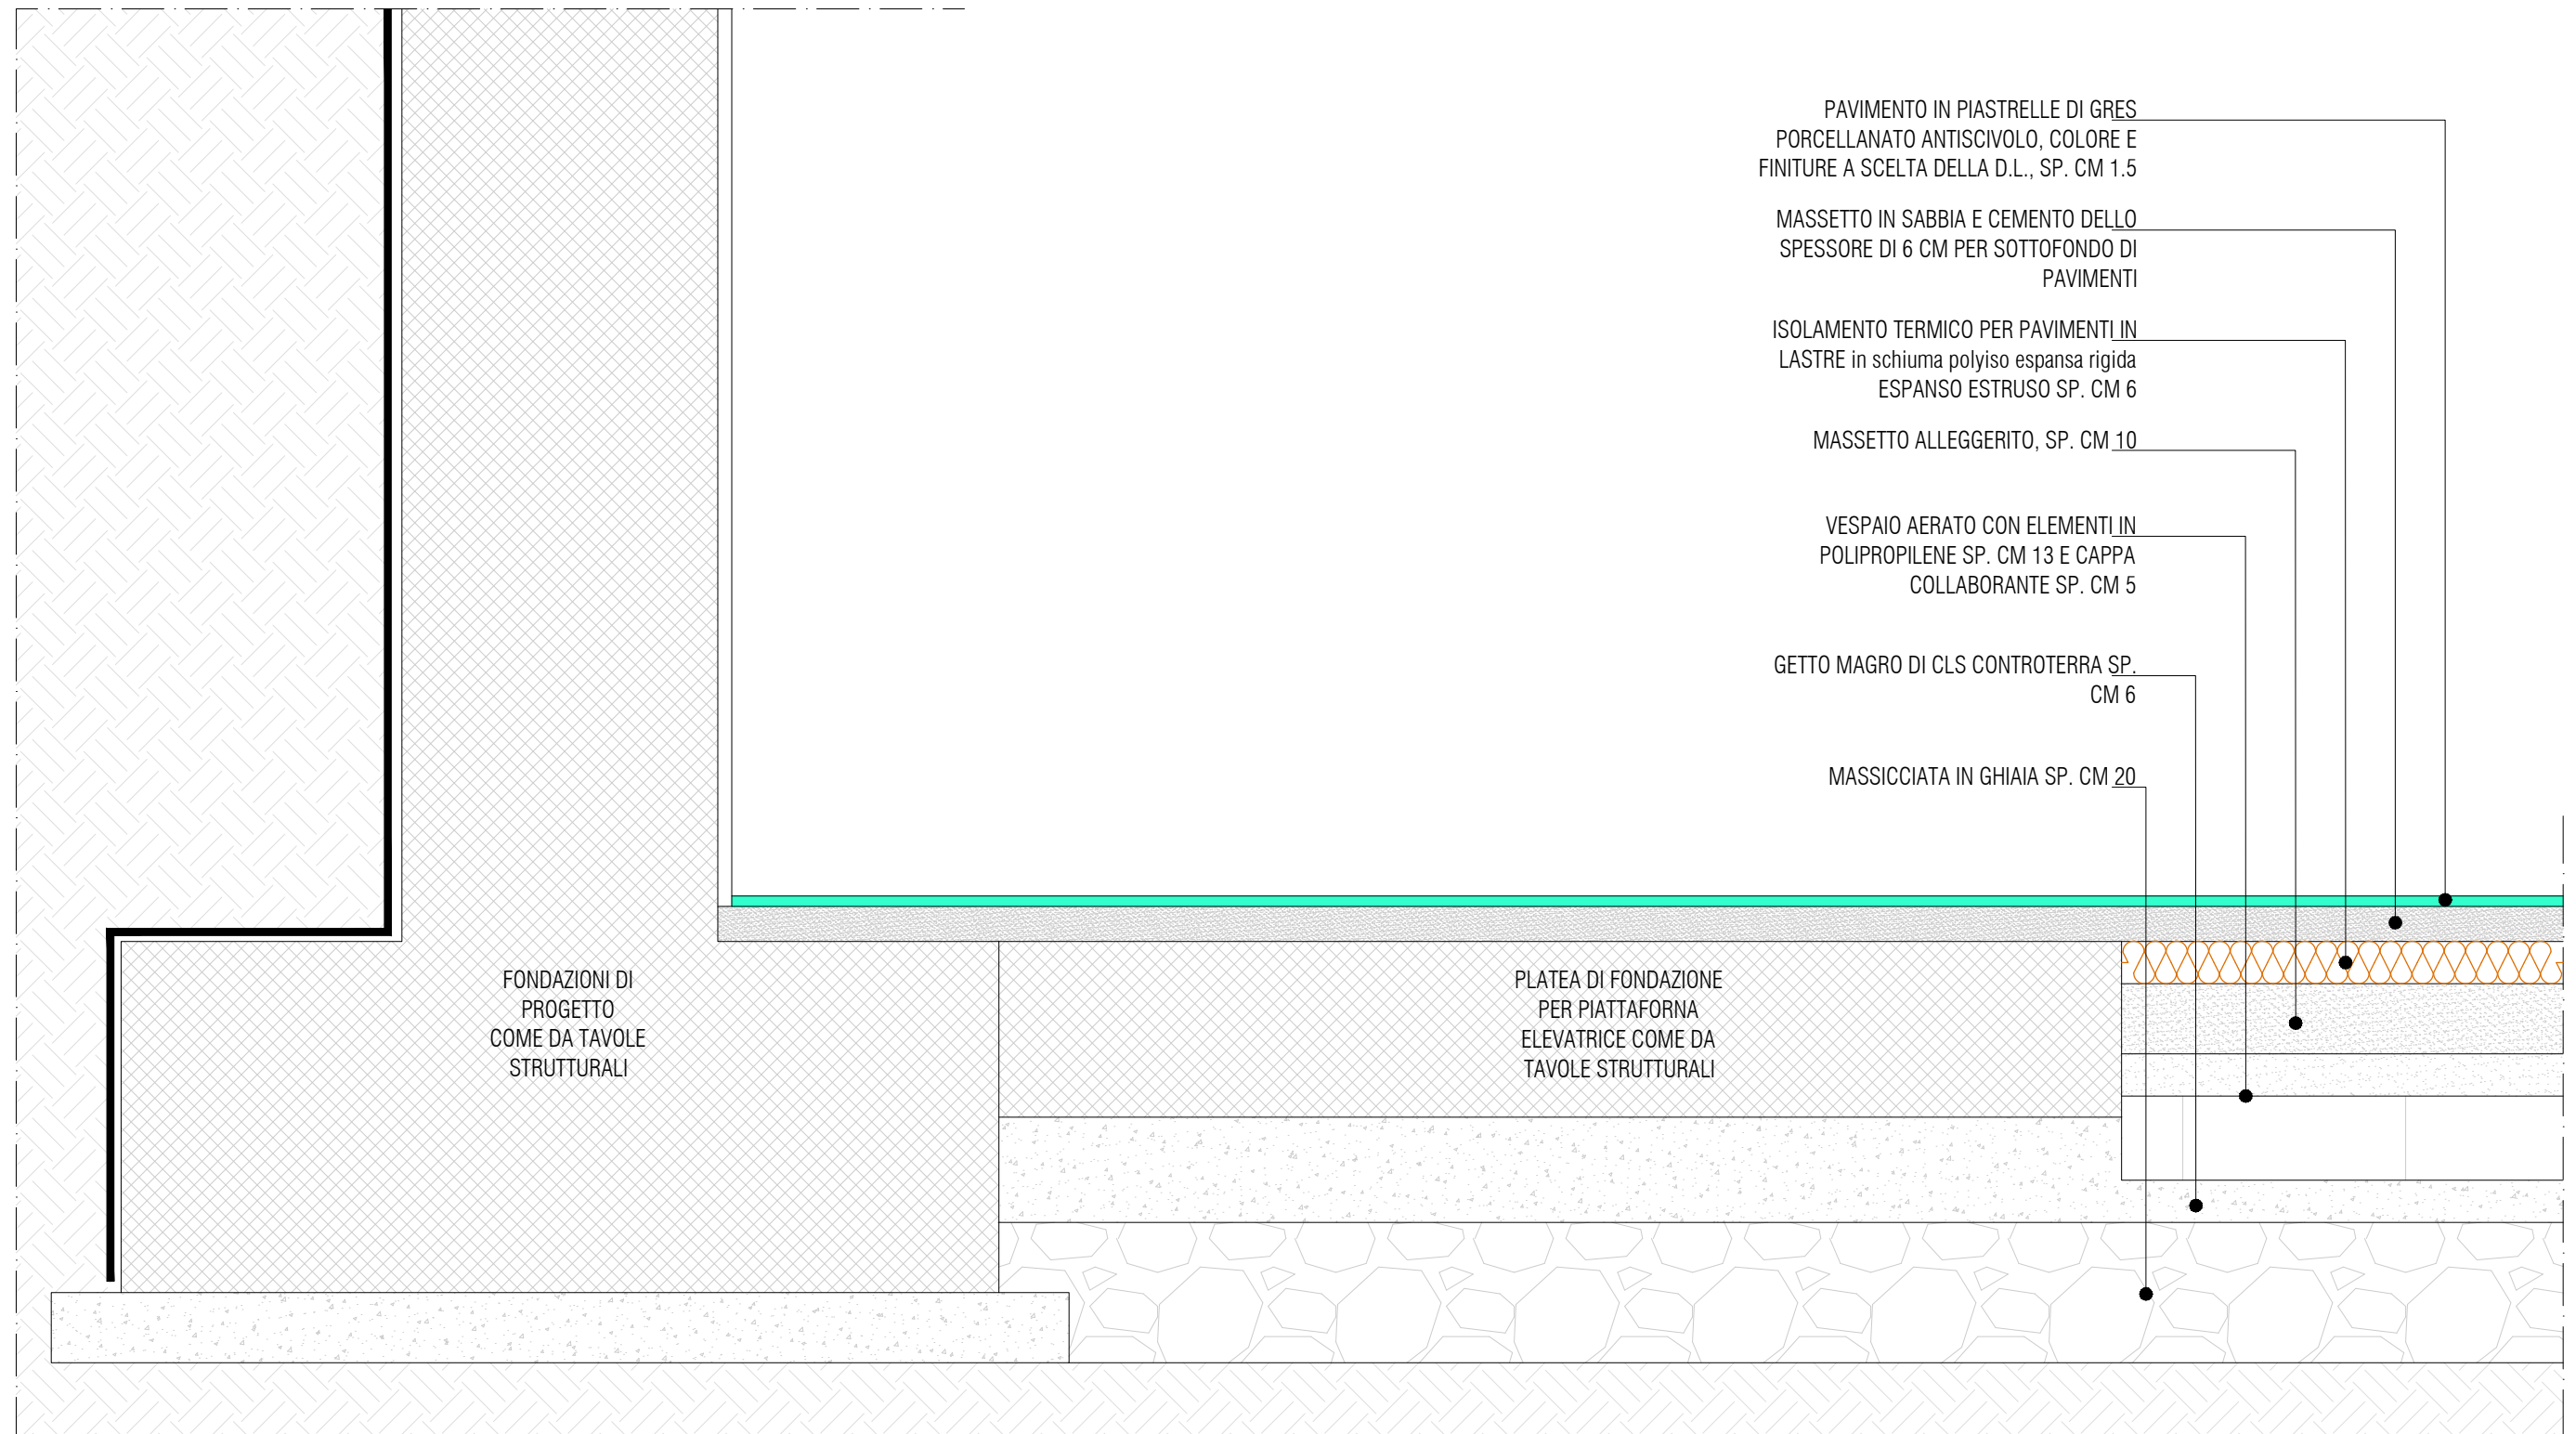 PAVIMENTO IN PIASTRELLE DI GRES
PORCELLANATO ANTISCIVOLO, COLORE E
FINITURE A SCELTA DELLA D.L., SP. CM 1.5
MASSETTO IN SABBIA E CEMENTO DELLO
SPESSORE DI 6 CM PER SOTTOFONDO DI
PAVIMENTI
ISOLAMENTO TERMICO PER PAVIMENTI IN
LASTRE in schiuma polyiso espansa rigida
ESPANSO ESTRUSO SP. CM 6
MASSETTO ALLEGGERITO, SP. CM 10
VESPAIO AERATO CON ELEMENTI IN
POLIPROPILENE SP. CM 13 E CAPPA
COLLABORANTE SP. CM 5
GETTO MAGRO DI CLS CONTROTERRA SP.
CM 6
MASSICCIATA IN GHIAIA SP. CM 20
FONDAZIONI DI
PROGETTO
COME DA TAVOLE
STRUTTURALI
PLATEA DI FONDAZIONE
PER PIATTAFORNA
ELEVATRICE COME DA
TAVOLE STRUTTURALI